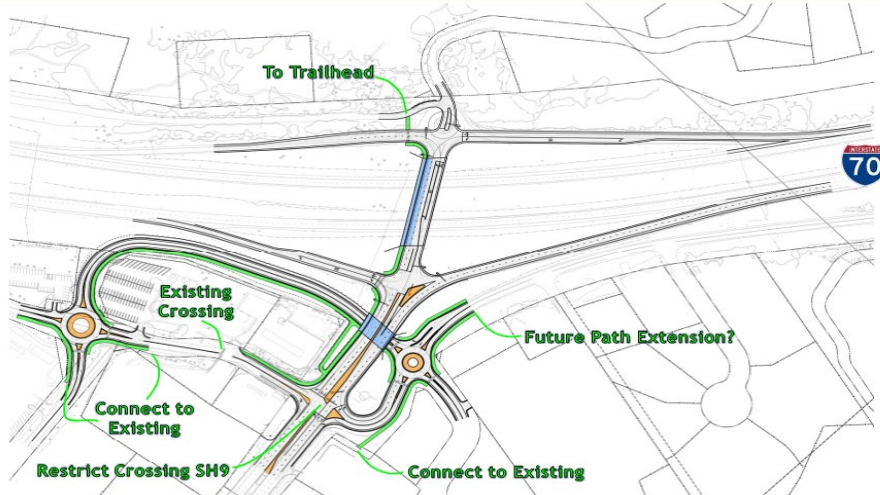 To Trailhead
INTERSTATE
70
Existing
Crossing
Future Path Extension?
Connect to
Existing
Restrict Crossing SH9
Connect to Existing